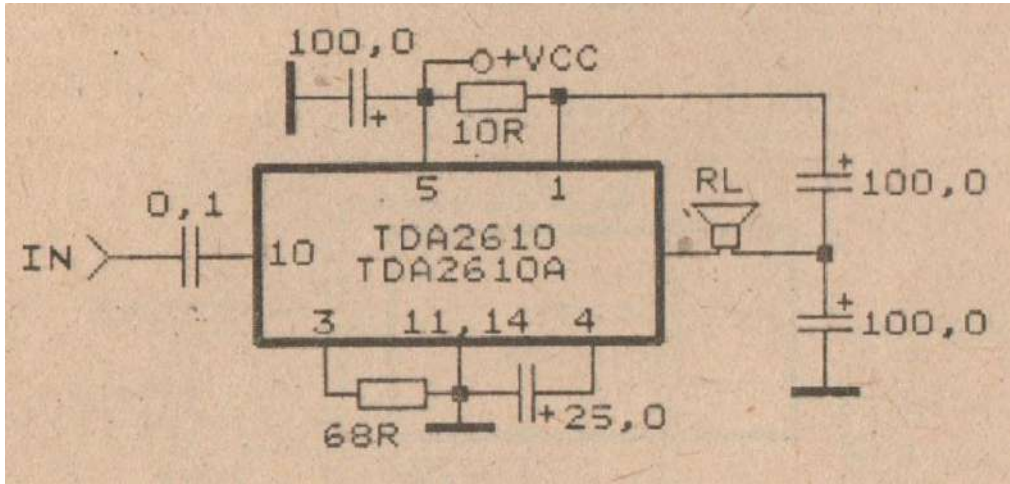 100,0
+VCC
+
10R
5
1
RL
+
100,0
0,1
IN
10
TDA2610
TDA2610A
3
11,14
4
+
100,0
68R
+
25,0